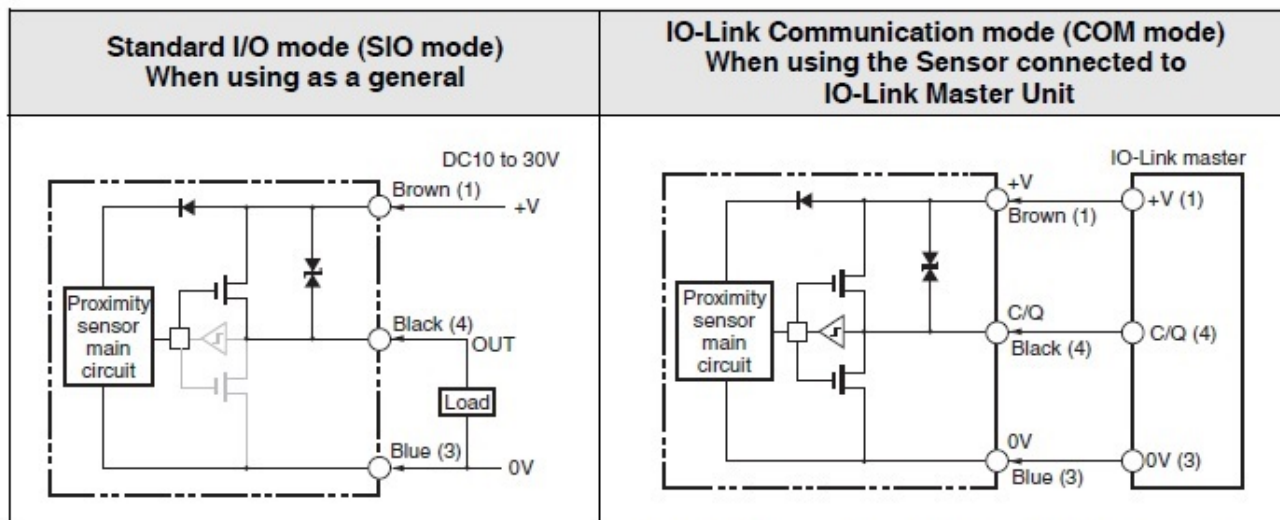 Standard I/O mode (SIO mode)
When using as a general
IO-Link Communication mode (COM mode)
When using the Sensor connected to
IO-Link Master Unit
DC10 to 30V
Brown (1)
+V
Proximity
sensor
main
circuit
Black (4)
OUT
Load
Blue (3)
0V
IO-Link master
+V
+V (1)
Brown (1)
Proximity
sensor
main
circuit
C/Q
C/Q (4)
Black (4)
0V
0V (3)
Blue (3)